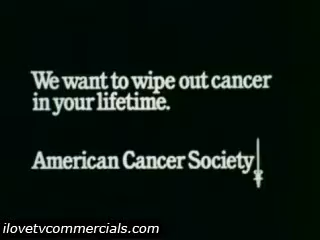 We want to wipe out cancer
in your lifetime.
American Cancer Society
ilovetvcommercials.com